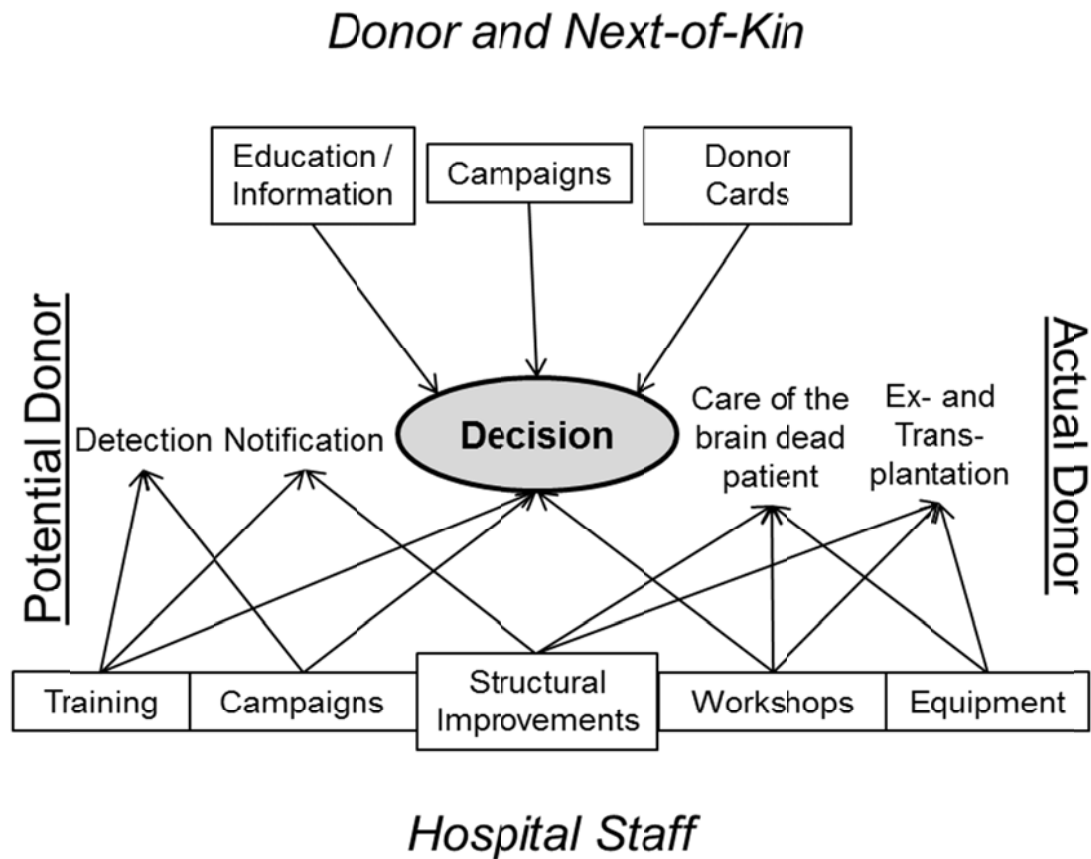 Donor and Next-of-Kin
Education /
Information
Campaigns
Donor
Cards
Potential Donor
Detection
Notification
Decision
Care of the
brain dead
patient
Ex- and
Trans-
plantation
Actual Donor
Training
Campaigns
Structural
Improvements
Workshops
Equipment
Hospital Staff